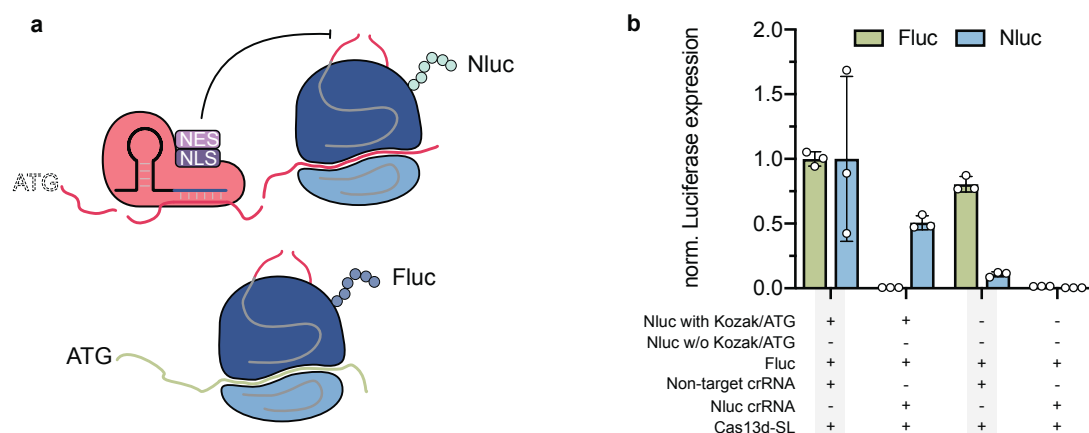 a
NES
NLS
ATG
Nluc
Fluc
ATG
b
Fluc Nluc
norm. Luciferase expression
2.0
1.5
1.0
0.5
0.0
Nluc with Kozak/ATG + + - -
Nluc w/o Kozak/ATG - - - -
Fluc + + + +
Non-target crRNA + - + -
Nluc crRNA - + - +
Cas13d-SL + + + +